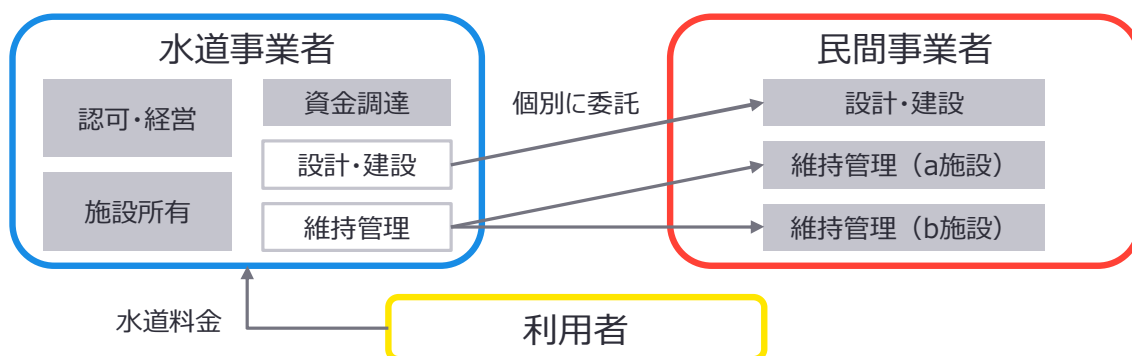 水道事業者
認可・経営
施設所有
資金調達
設計・建設
維持管理
個別に委託
民間事業者
設計・建設
維持管理（a施設）
維持管理（b施設）
水道料金
利用者